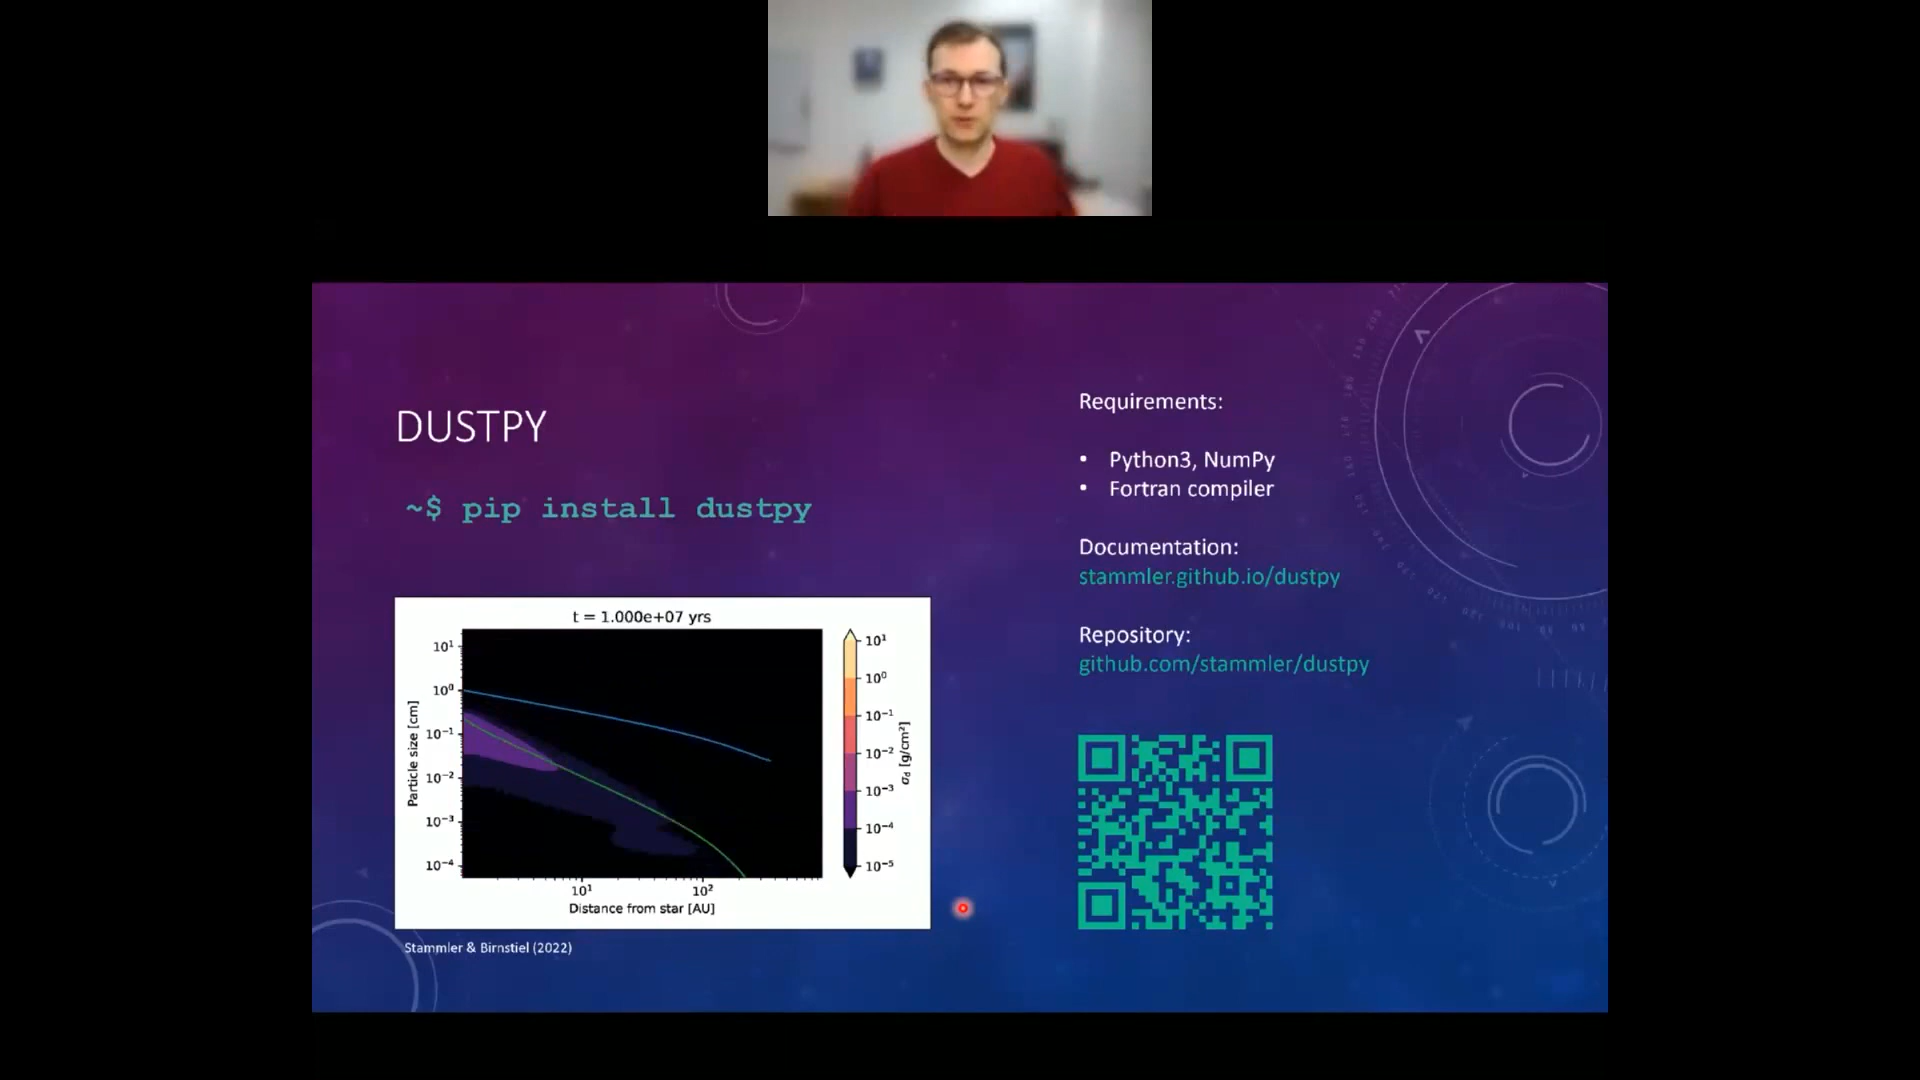 DUSTPY
~$ pip install dustpy
t = 1.000e+07 yrs
10¹
10⁰
10⁻¹
10⁻²
10⁻³
10⁻⁴
Particle size [cm]
10¹ 10²
Distance from star [AU]
10¹
10⁰
10⁻¹
10⁻²
10⁻³
10⁻⁴
10⁻⁵
σd [g/cm²]
Stammler & Birnstiel (2022)
Requirements:
• Python3, NumPy
• Fortran compiler
Documentation:
stammler.github.io/dustpy
Repository:
github.com/stammler/dustpy